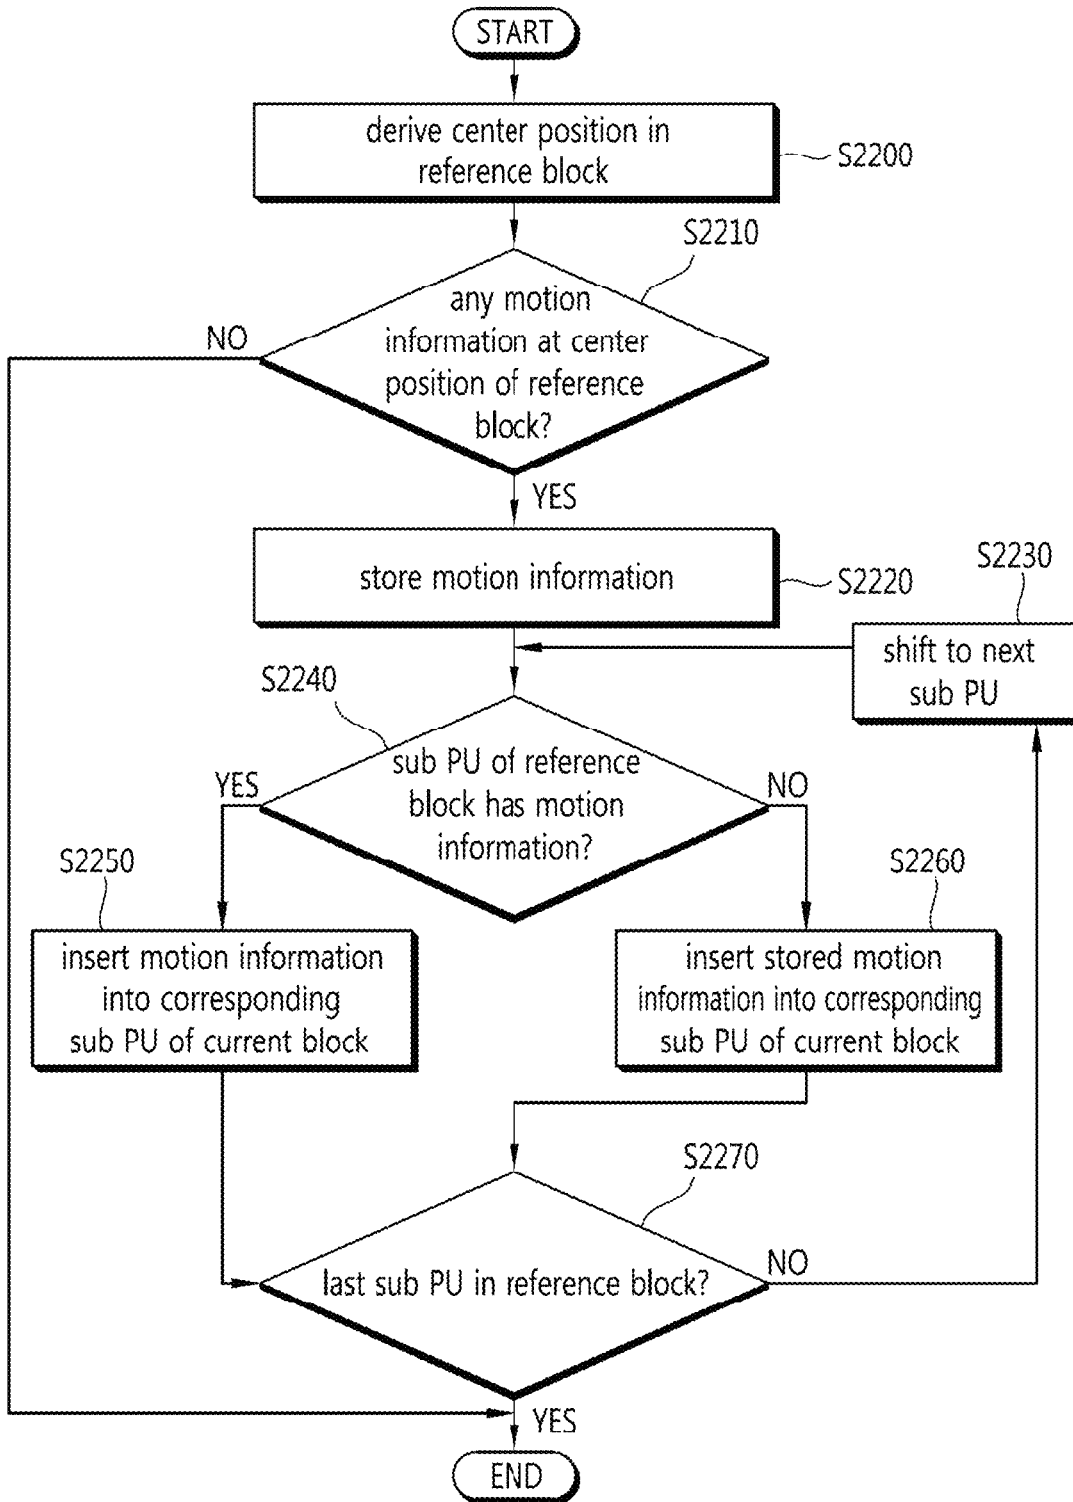 START
derive center position in
reference block
S2200
S2210
any motion
information at center
position of reference
block?
NO
YES
store motion information
S2220
S2230
shift to next
sub PU
S2240
sub PU of reference
block has motion
information?
YES
NO
S2250
insert motion information
into corresponding
sub PU of current block
S2260
insert stored motion
information into corresponding
sub PU of current block
S2270
last sub PU in reference block?
NO
YES
END